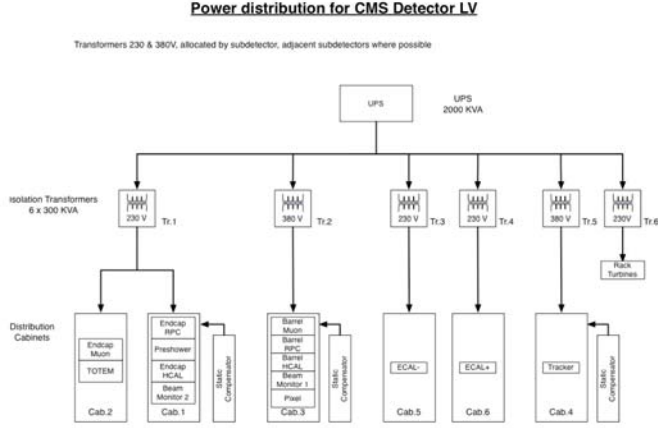 Power distribution for CMS Detector LV
Transformers 230 & 380V, allocated by subdetector, adjacent subdetectors where possible
UPS
UPS
2000 KVA
Isolation Transformers
6 x 300 KVA
230 V
Tr.1
380 V
Tr.2
230 V
Tr.3
230 V
Tr.4
380 V
Tr.5
230V
Tr.6
Rack
Turbines
Distribution
Cabinets
Endcap
Muon
TOTEM
Cab.2
Endcap
RPC
Preshower
Endcap
HCAL
Beam
Monitor 2
Cab.1
Static
Compensator
Barrel
Muon
Barrel
RPC
Barrel
HCAL
Beam
Monitor 1
Pixel
Cab.3
Static
Compensator
ECAL-
Cab.5
ECAL+
Cab.6
Tracker
Cab.4
Static
Compensator